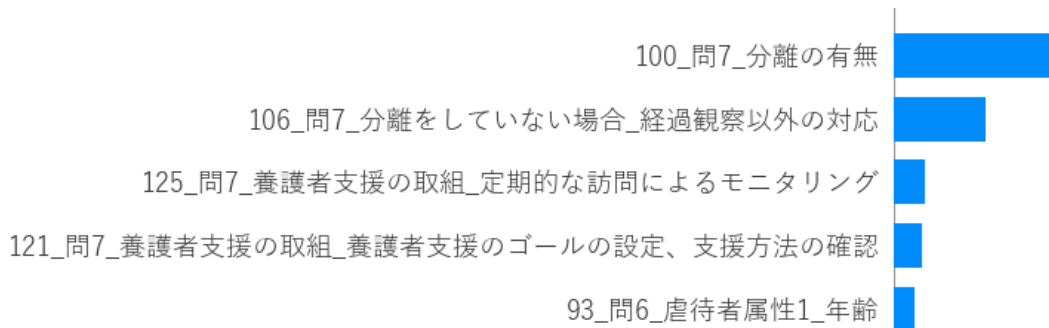 100_問7_分離の有無
106_問7_分離をしていない場合_経過観察以外の対応
125_問7_養護者支援の取組_定期的な訪問によるモニタリング
121_問7_養護者支援の取組_養護者支援のゴールの設定、支援方法の確認
93_問6_虐待者属性1_年齢